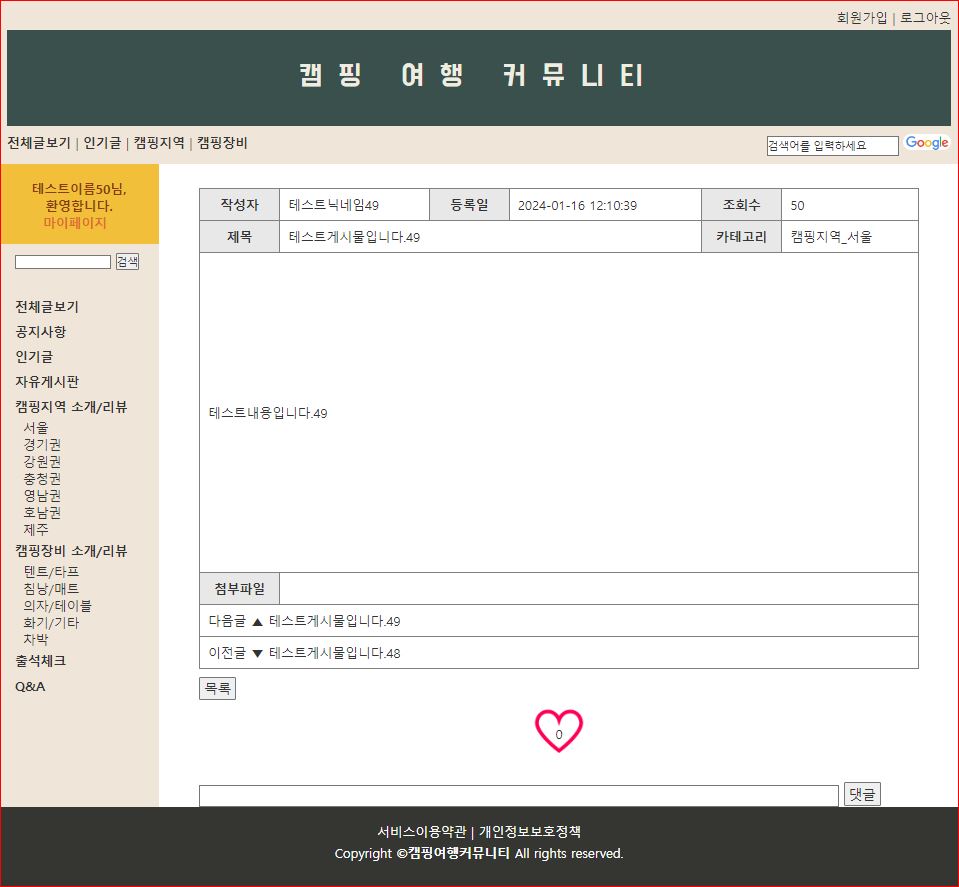 회원가입 | 로그아웃
캠핑 여행 커뮤니티
전체글보기 | 인기글 | 캠핑지역 | 캠핑장비
검색어를 입력하세요 Google
테스트이름50님,
환영합니다.
마이페이지
검색
전체글보기
공지사항
인기글
자유게시판
캠핑지역 소개/리뷰
서울
경기권
강원권
충청권
영남권
호남권
제주
캠핑장비 소개/리뷰
텐트/타프
침낭/매트
의자/테이블
화기/기타
차박
출석체크
Q&A
작성자 테스트닉네임49 등록일 2024-01-16 12:10:39 조회수 50
제목 테스트게시물입니다.49 카테고리 캠핑지역_서울
테스트내용입니다.49
첨부파일
다음글 ▲ 테스트게시물입니다.49
이전글 ▼ 테스트게시물입니다.48
목록
0
댓글
서비스이용약관 | 개인정보보호정책
Copyright ©캠핑여행커뮤니티 All rights reserved.